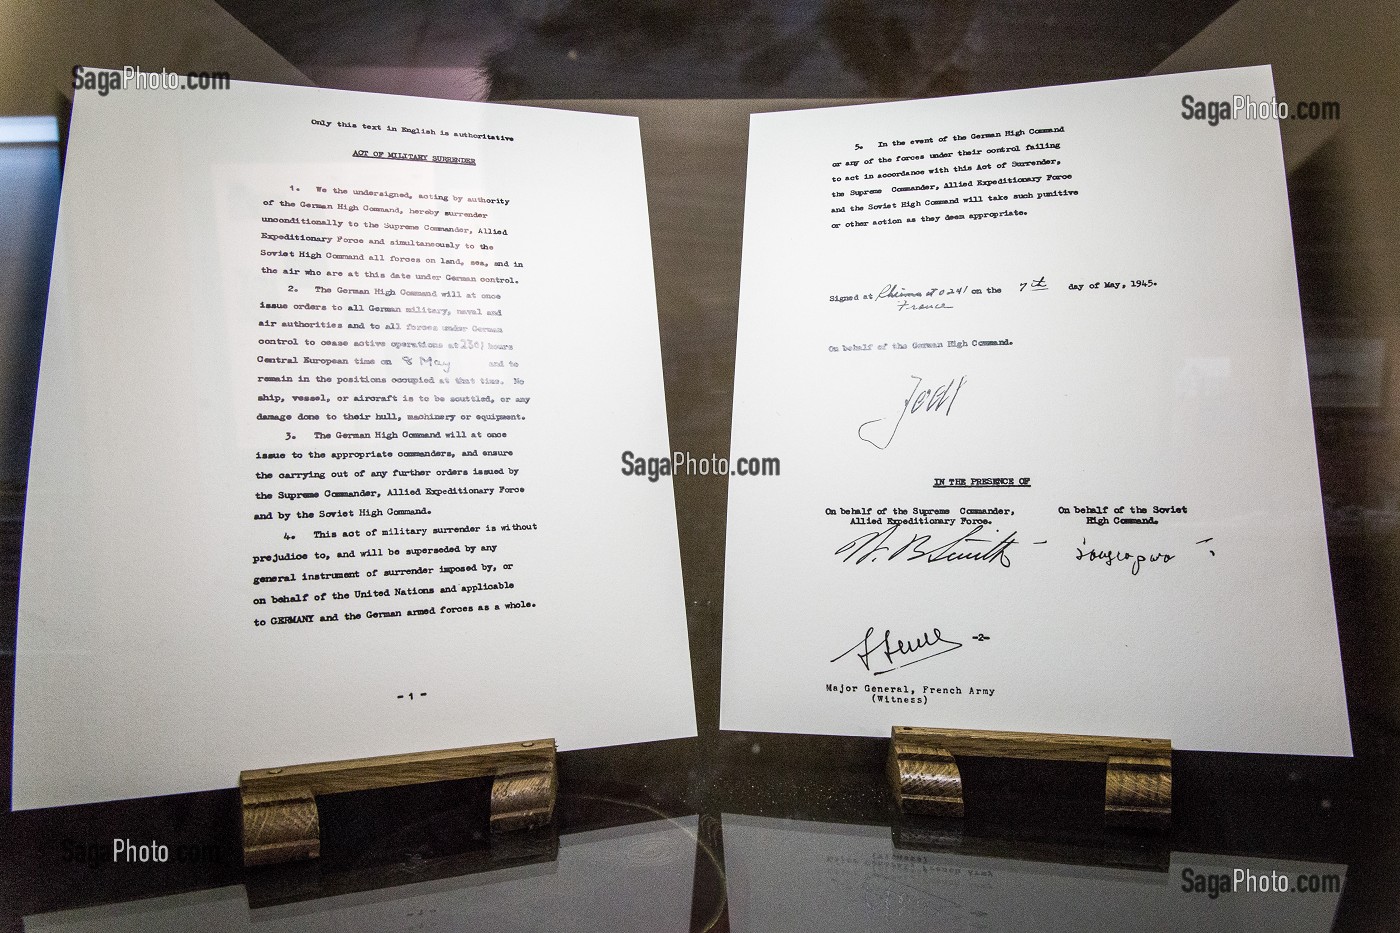 SagaPhoto.com
SagaPhoto.com
Only this text in English is authoritative
ACT OF MILITARY SURRENDER
1. We the undersigned, acting by authority
of the German High Command, hereby surrender
unconditionally to the Supreme Commander, Allied
Expeditionary Force and simultaneously to the
Soviet High Command all forces on land, sea, and in
the air who are at this date under German control.
2. The German High Command will at once
issue orders to all German military, naval and
air authorities and to all forces under German
control to cease active operations at 2301 hours
Central European time on 8 May and to
remain in the positions occupied at that time. No
ship, vessel, or aircraft is to be scuttled, or any
damage done to their hull, machinery or equipment.
3. The German High Command will at once
issue to the appropriate commanders, and ensure
the carrying out of any further orders issued by
the Supreme Commander, Allied Expeditionary Force
and by the Soviet High Command.
4. This act of military surrender is without
prejudice to, and will be superseded by any
general instrument of surrender imposed by, or
on behalf of the United Nations and applicable
to GERMANY and the German armed forces as a whole.
- 1 -
5. In the event of the German High Command
or any of the forces under their control failing
to act in accordance with this Act of Surrender,
the Supreme Commander, Allied Expeditionary Force
and the Soviet High Command will take such punitive
or other action as they deem appropriate.
Signed at Rheims at 0241 on the 7th day of May, 1945.
France
On behalf of the German High Command.
Jodl
SagaPhoto.com
IN THE PRESENCE OF
On behalf of the Supreme Commander,
Allied Expeditionary Force.
On behalf of the Soviet
High Command.
W. B. Smith
-2-
Major General, French Army
(Witness)
SagaPhoto.com
SagaPhoto.com